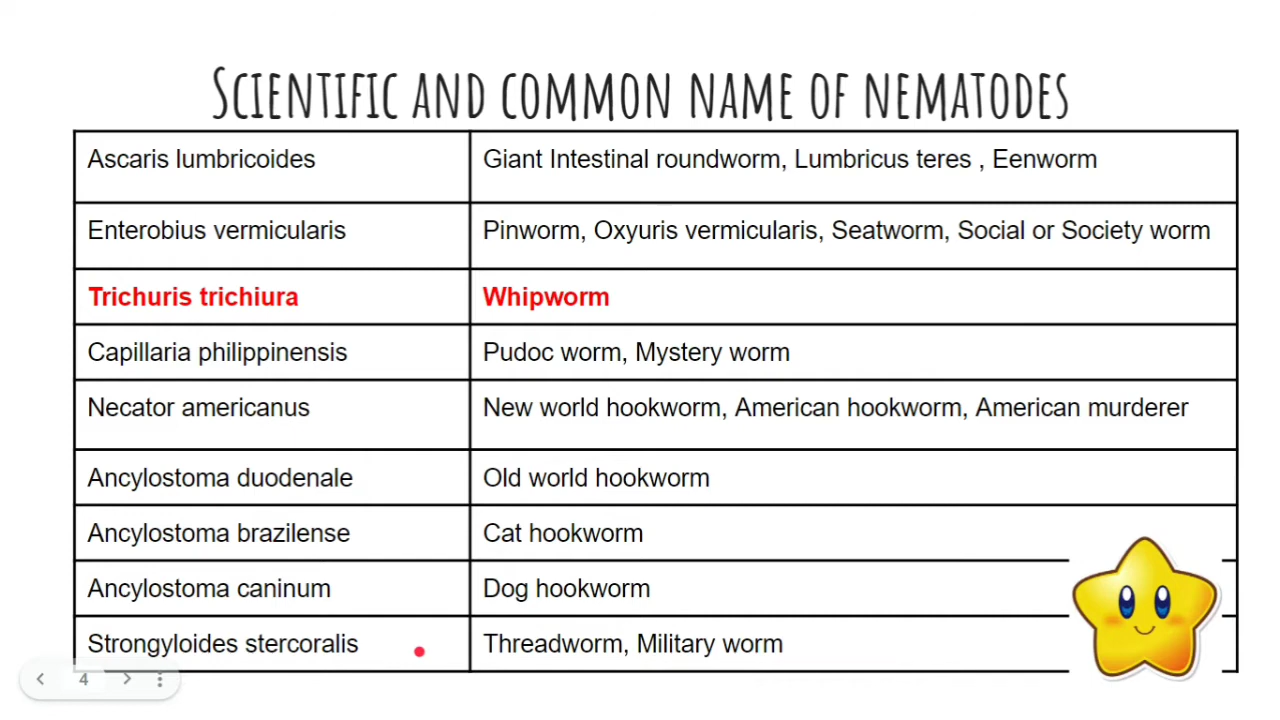 Scientific and common name of nematodes
Ascaris lumbricoides
Giant Intestinal roundworm, Lumbricus teres , Eenworm
Enterobius vermicularis
Pinworm, Oxyuris vermicularis, Seatworm, Social or Society worm
Trichuris trichiura
Whipworm
Capillaria philippinensis
Pudoc worm, Mystery worm
Necator americanus
New world hookworm, American hookworm, American murderer
Ancylostoma duodenale
Old world hookworm
Ancylostoma brazilense
Cat hookworm
Ancylostoma caninum
Dog hookworm
Strongyloides stercoralis
Threadworm, Military worm
4